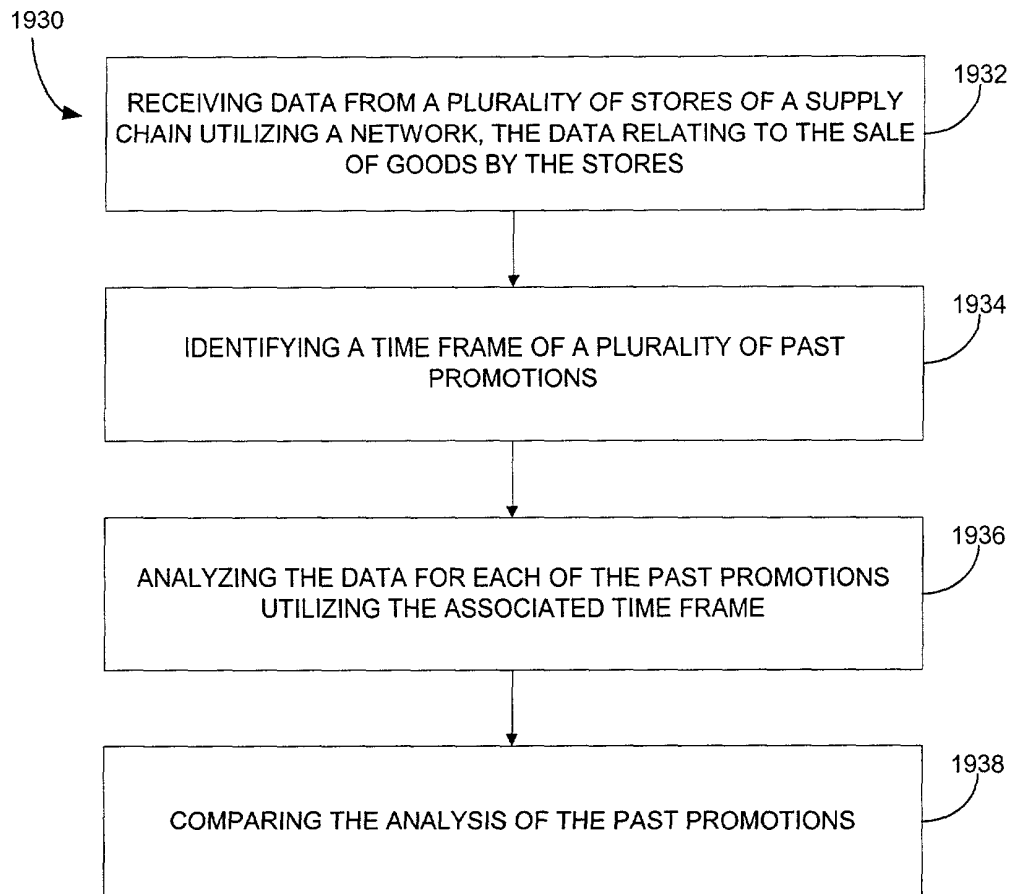 1930
1932
RECEIVING DATA FROM A PLURALITY OF STORES OF A SUPPLY
CHAIN UTILIZING A NETWORK, THE DATA RELATING TO THE SALE
OF GOODS BY THE STORES
1934
IDENTIFYING A TIME FRAME OF A PLURALITY OF PAST
PROMOTIONS
1936
ANALYZING THE DATA FOR EACH OF THE PAST PROMOTIONS
UTILIZING THE ASSOCIATED TIME FRAME
1938
COMPARING THE ANALYSIS OF THE PAST PROMOTIONS